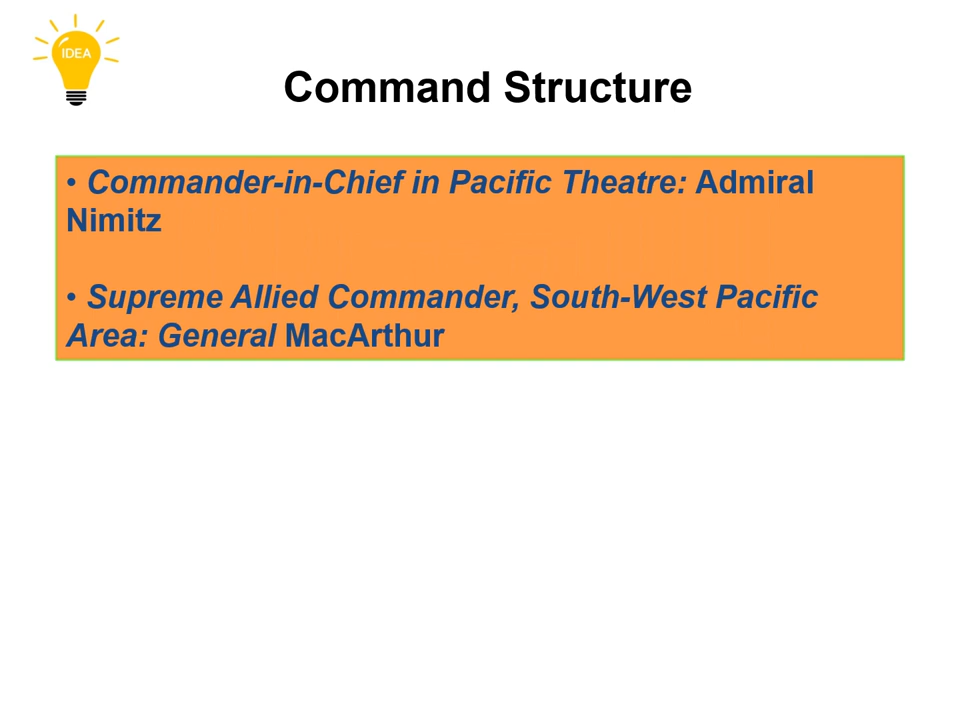 IDEA
Command Structure
• Commander-in-Chief in Pacific Theatre: Admiral
Nimitz
• Supreme Allied Commander, South-West Pacific
Area: General MacArthur